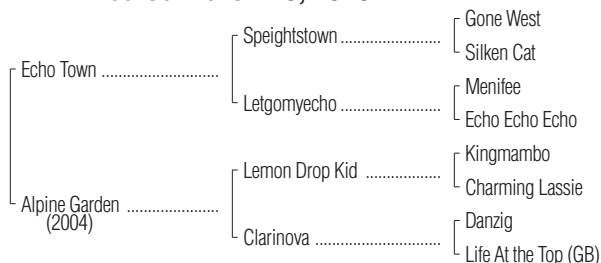 Gone West
Speightstown ........................
Silken Cat
Echo Town ............................
Menifee
Letgomyecho ........................
Echo Echo Echo
Kingmambo
Lemon Drop Kid ..................
Charming Lassie
Alpine Garden ......................
(2004)
Danzig
Clarinova ..............................
Life At the Top (GB)